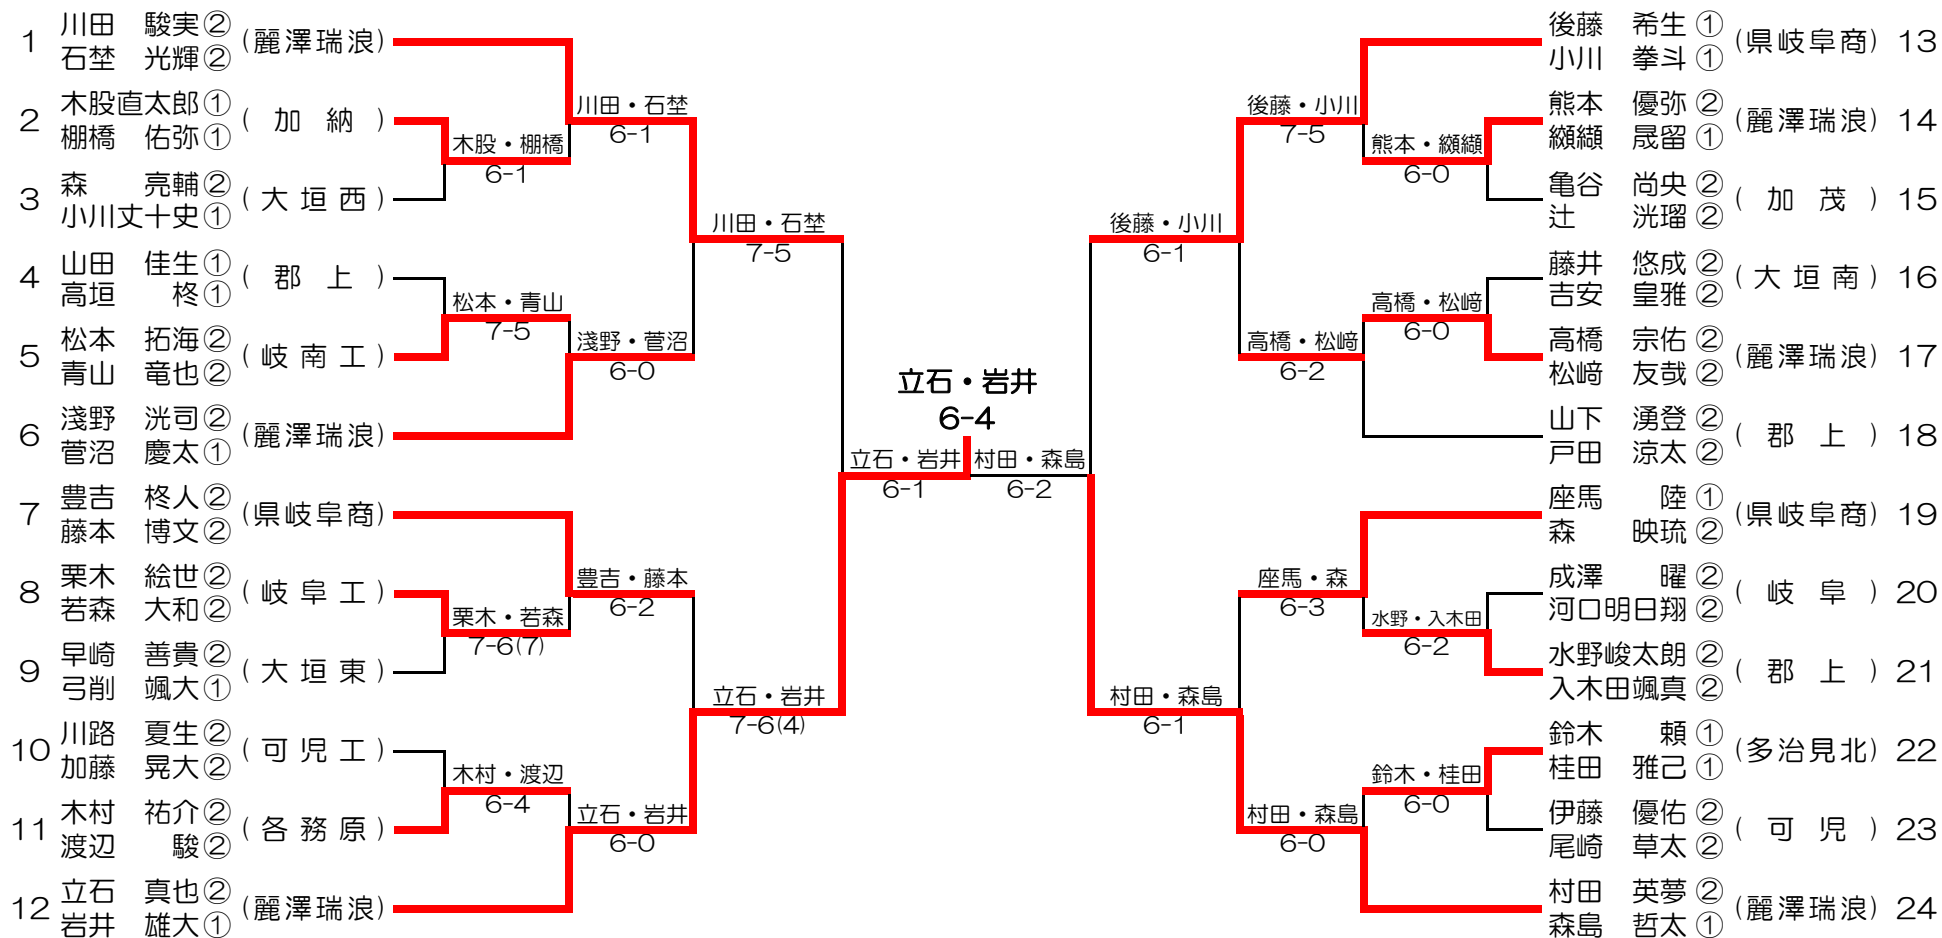 1 川田 駿実② (麗澤瑞浪)
石埜 光輝②
2 木股直太郎① (加納)
棚橋 佑弥①
3 森 亮輔② (大垣西)
小川丈十史①
4 山田 佳生① (郡上)
高垣 柊①
5 松本 拓海② (岐南工)
青山 竜也②
6 淺野 洸司② (麗澤瑞浪)
菅沼 慶太①
7 豊吉 柊人② (県岐阜商)
藤本 博文②
8 栗木 絵世② (岐阜工)
若森 大和②
9 早崎 善貴② (大垣東)
弓削 颯大①
10 川路 夏生② (可児工)
加藤 晃大②
11 木村 祐介② (各務原)
渡辺 駿②
12 立石 真也② (麗澤瑞浪)
岩井 雄大①
木股・棚橋
6-1
松本・青山
7-5
栗木・若森
7-6(7)
木村・渡辺
6-4
川田・石埜
6-1
淺野・菅沼
6-0
豊吉・藤本
6-2
立石・岩井
6-0
川田・石埜
7-5
立石・岩井
7-6(4)
立石・岩井
6-1
立石・岩井
6-4
村田・森島
6-2
後藤・小川
6-1
村田・森島
6-1
後藤・小川
7-5
高橋・松﨑
6-2
座馬・森
6-3
村田・森島
6-0
熊本・纐纈
6-0
高橋・松﨑
6-0
水野・入木田
6-2
鈴木・桂田
6-0
後藤 希生① (県岐阜商) 13
小川 拳斗①
熊本 優弥② (麗澤瑞浪) 14
纐纈 晟留①
亀谷 尚央② (加茂) 15
辻 洸瑠②
藤井 悠成② (大垣南) 16
吉安 皇雅②
高橋 宗佑② (麗澤瑞浪) 17
松﨑 友哉②
山下 湧登② (郡上) 18
戸田 涼太②
座馬 陸① (県岐阜商) 19
森 映琉②
成澤 曜② (岐阜) 20
河口明日翔②
水野峻太朗② (郡上) 21
入木田颯真②
鈴木 頼① (多治見北) 22
桂田 雅己①
伊藤 優佑② (可児) 23
尾崎 草太②
村田 英夢② (麗澤瑞浪) 24
森島 哲太①